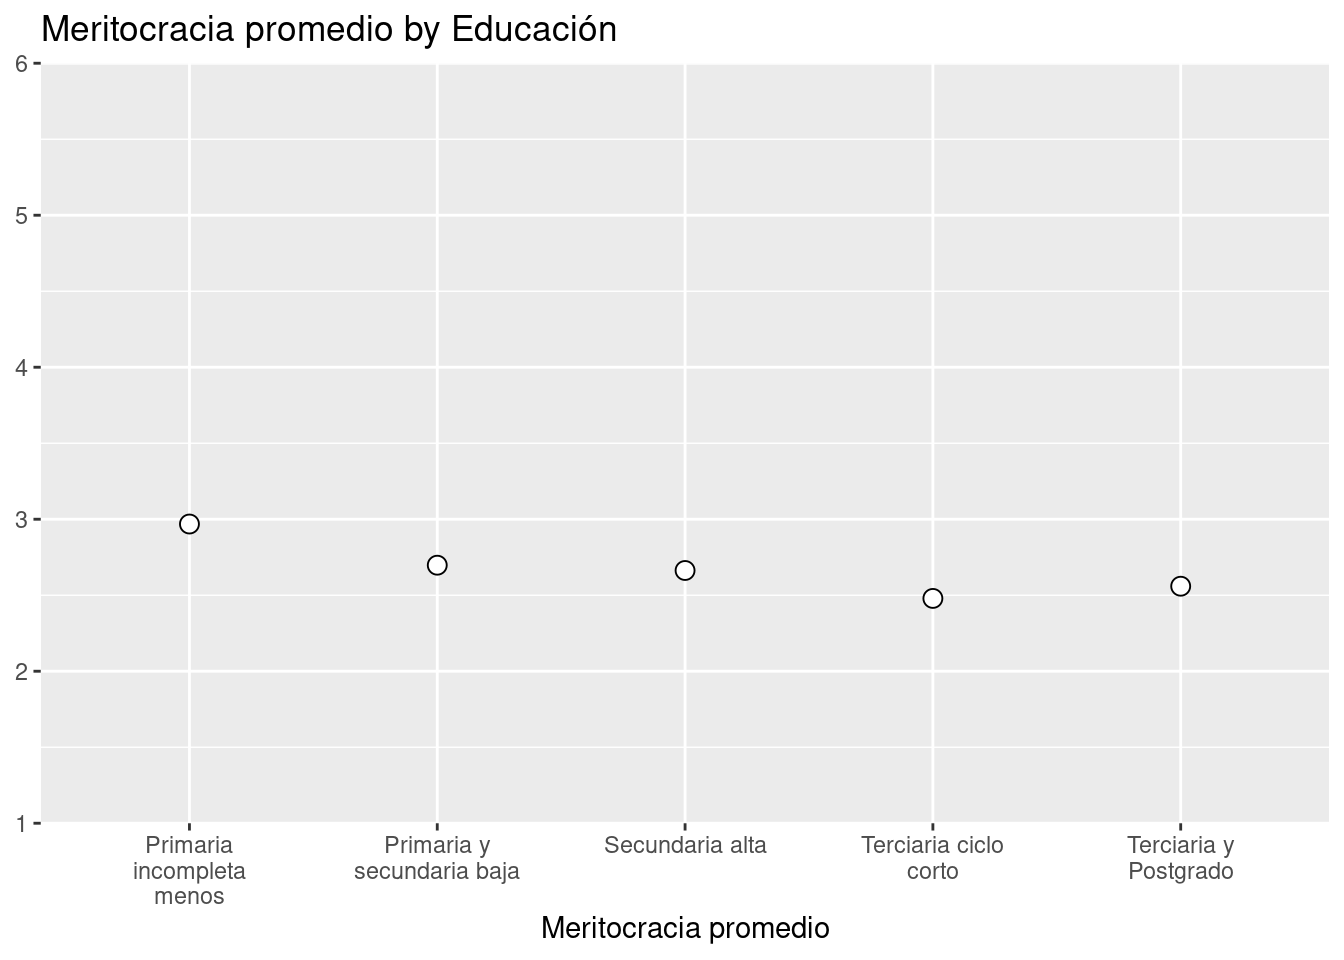 Meritocracia promedio by Educación
6
5
4
3
2
1
Primaria
incompleta
menos
Primaria y
secundaria baja
Secundaria alta
Terciaria ciclo
corto
Terciaria y
Postgrado
Meritocracia promedio